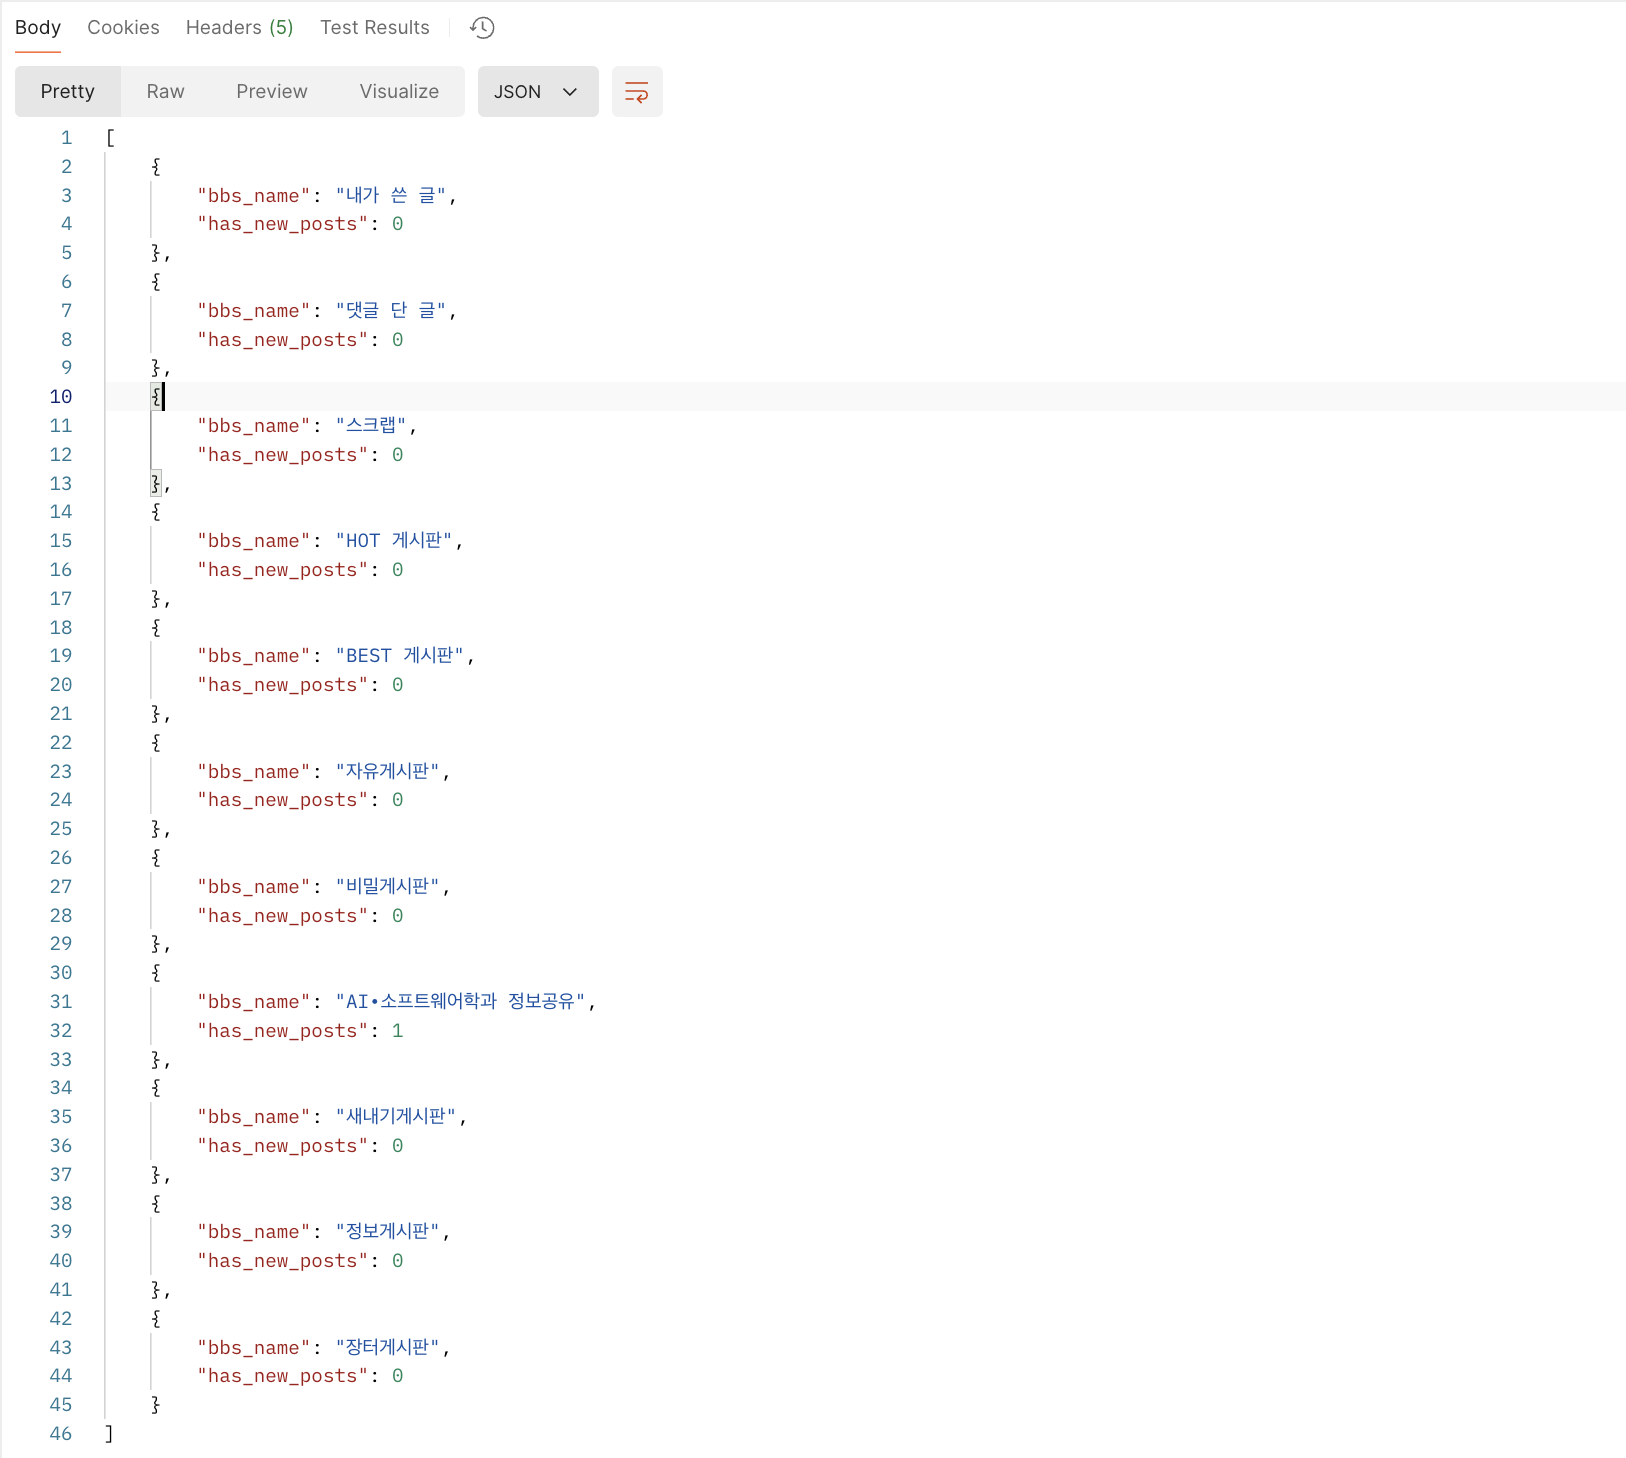 Body Cookies Headers (5) Test Results
Pretty Raw Preview Visualize JSON
1 [
2 {
3 "bbs_name": "내가 쓴 글",
4 "has_new_posts": 0
5 },
6 {
7 "bbs_name": "댓글 단 글",
8 "has_new_posts": 0
9 },
10 {
11 "bbs_name": "스크랩",
12 "has_new_posts": 0
13 },
14 {
15 "bbs_name": "HOT 게시판",
16 "has_new_posts": 0
17 },
18 {
19 "bbs_name": "BEST 게시판",
20 "has_new_posts": 0
21 },
22 {
23 "bbs_name": "자유게시판",
24 "has_new_posts": 0
25 },
26 {
27 "bbs_name": "비밀게시판",
28 "has_new_posts": 0
29 },
30 {
31 "bbs_name": "AI•소프트웨어학과 정보공유",
32 "has_new_posts": 1
33 },
34 {
35 "bbs_name": "새내기게시판",
36 "has_new_posts": 0
37 },
38 {
39 "bbs_name": "정보게시판",
40 "has_new_posts": 0
41 },
42 {
43 "bbs_name": "장터게시판",
44 "has_new_posts": 0
45 }
46 ]